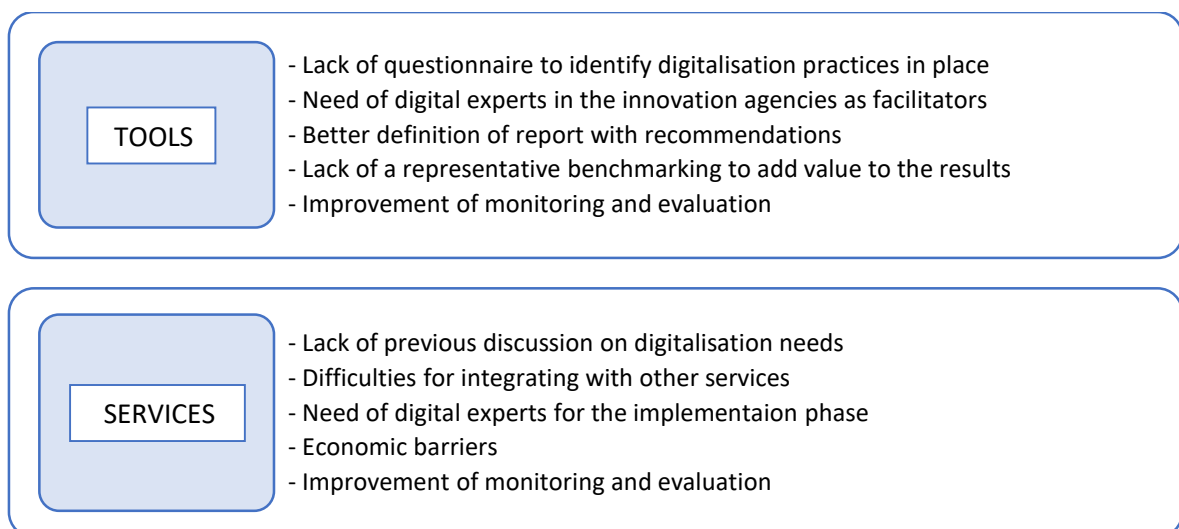 TOOLS
- Lack of questionnaire to identify digitalisation practices in place
- Need of digital experts in the innovation agencies as facilitators
- Better definition of report with recommendations
- Lack of a representative benchmarking to add value to the results
- Improvement of monitoring and evaluation
SERVICES
- Lack of previous discussion on digitalisation needs
- Difficulties for integrating with other services
- Need of digital experts for the implementaion phase
- Economic barriers
- Improvement of monitoring and evaluation